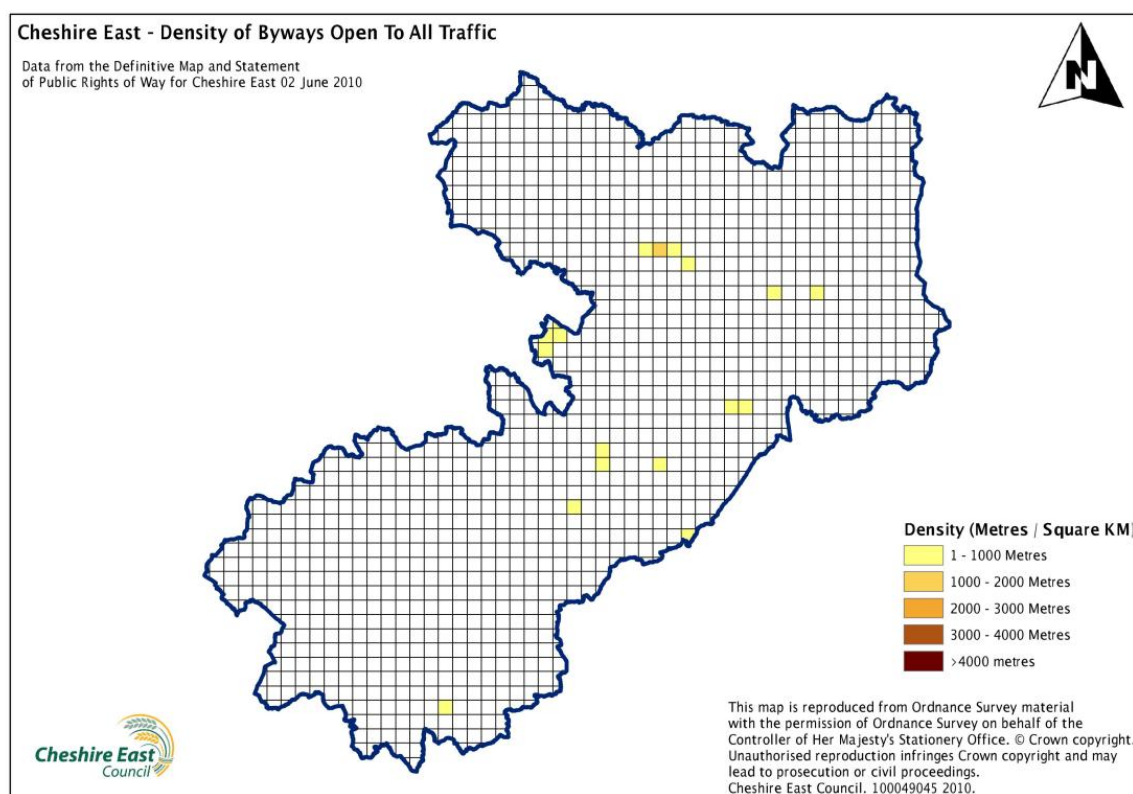 Cheshire East - Density of Byways Open To All Traffic
Data from the Definitive Map and Statement
of Public Rights of Way for Cheshire East 02 June 2010
N
Density (Metres / Square KM)
1 - 1000 Metres
1000 - 2000 Metres
2000 - 3000 Metres
3000 - 4000 Metres
>4000 metres
This map is reproduced from Ordnance Survey material
with the permission of Ordnance Survey on behalf of the
Controller of Her Majesty's Stationery Office. © Crown copyright.
Unauthorised reproduction infringes Crown copyright and may
lead to prosecution or civil proceedings.
Cheshire East Council. 100049045 2010.
Cheshire East
Council